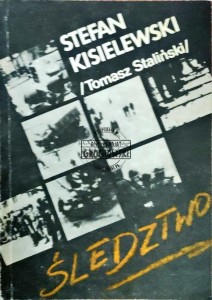 STEFAN
KISIELEWSKI
/Tomasz Staliński/
ŚLEDZTWO